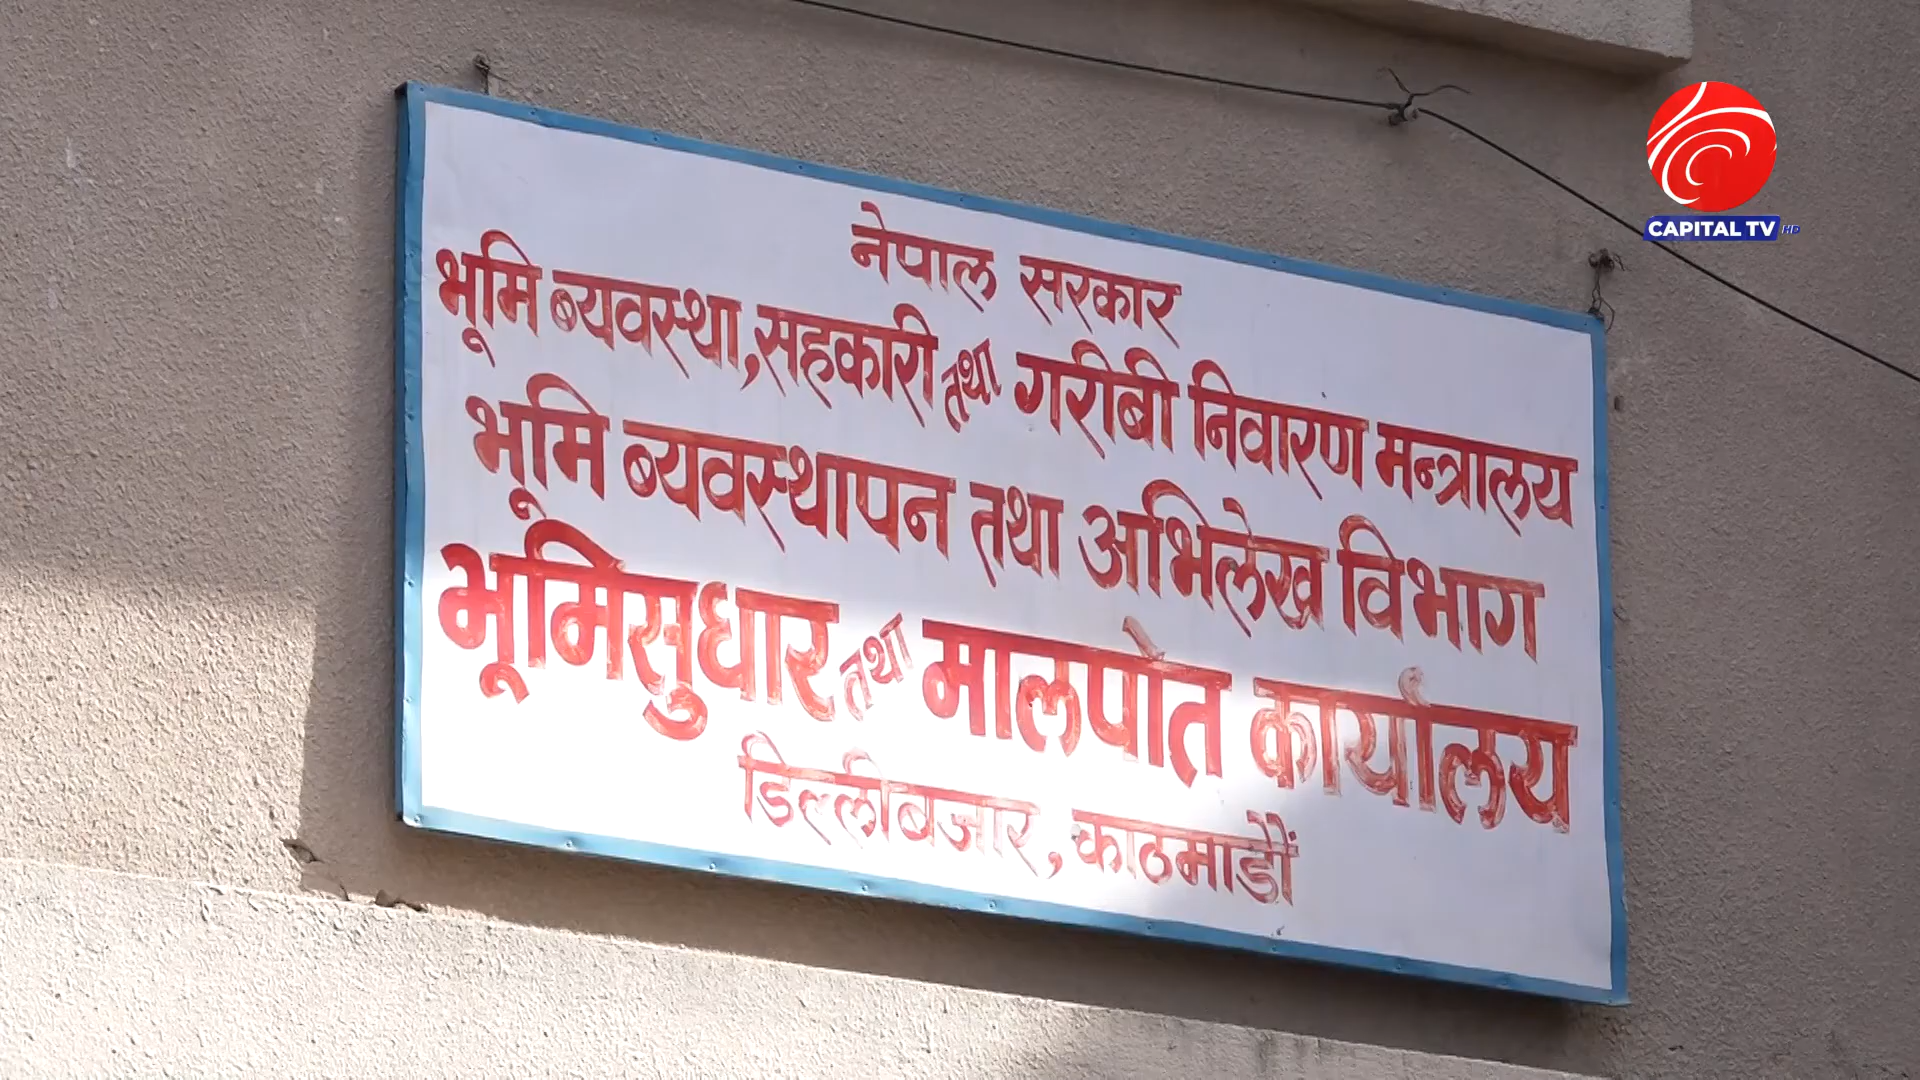 नेपाल सरकार
भूमि ब्यवस्था,सहकारी तथा गरीबी निवारण मन्त्रालय
भूमि ब्यवस्थापन तथा अभिलेख विभाग
भूमिसुधार तथा मालपोत कार्यालय
डिल्लीबजार, काठमाडौं
CAPITAL TV HD